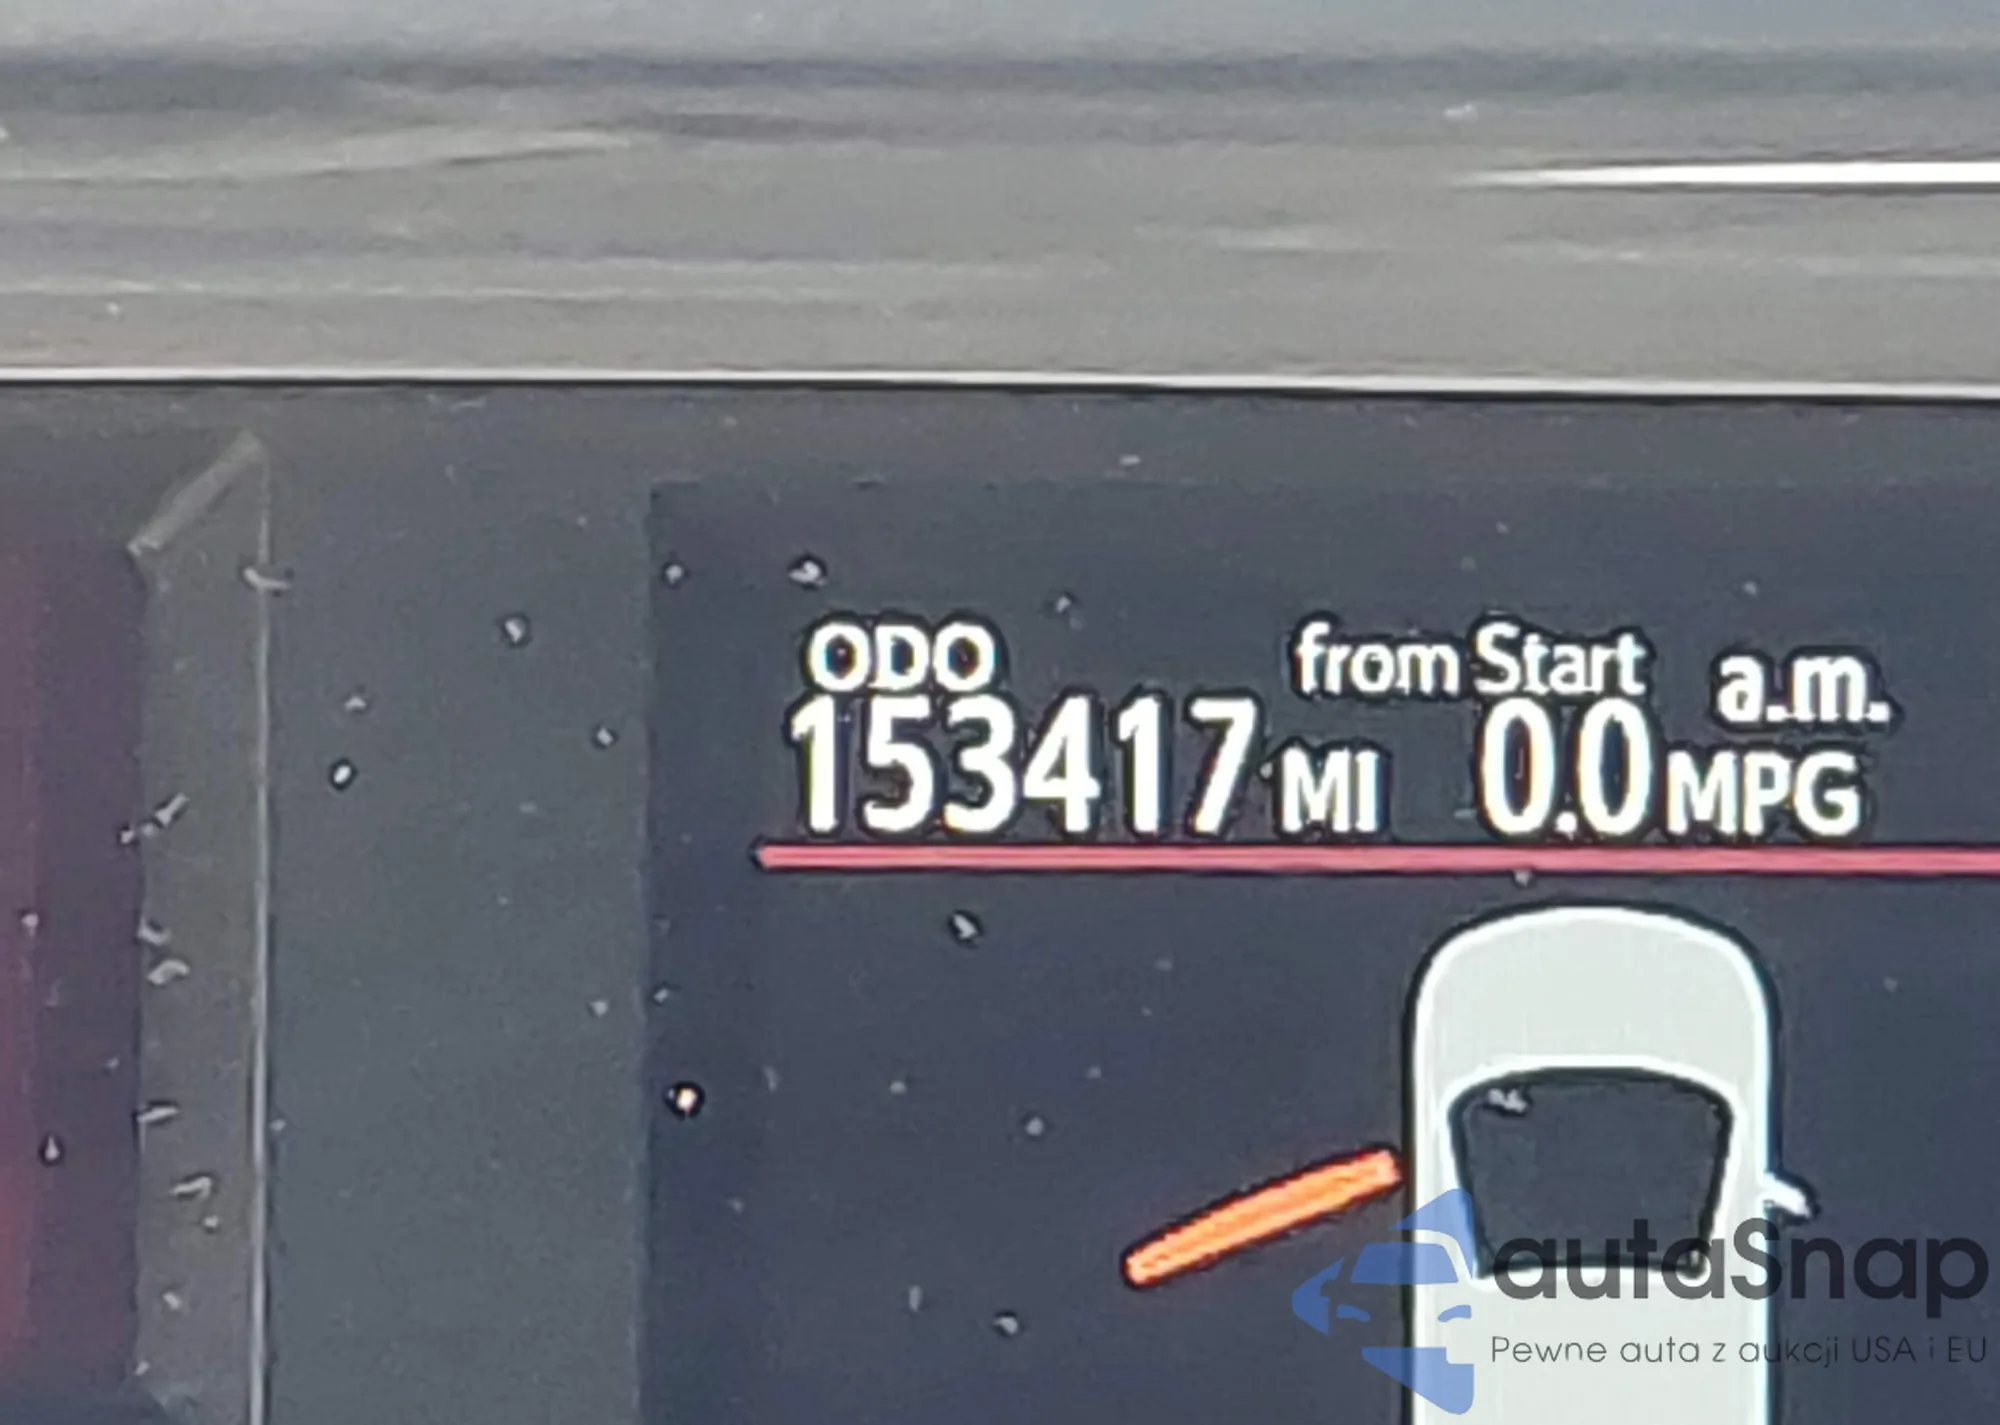 ODO from Start a.m.
153417 MI 0.0 MPG
autaSnap
Pewne auta z aukcji USA i EU